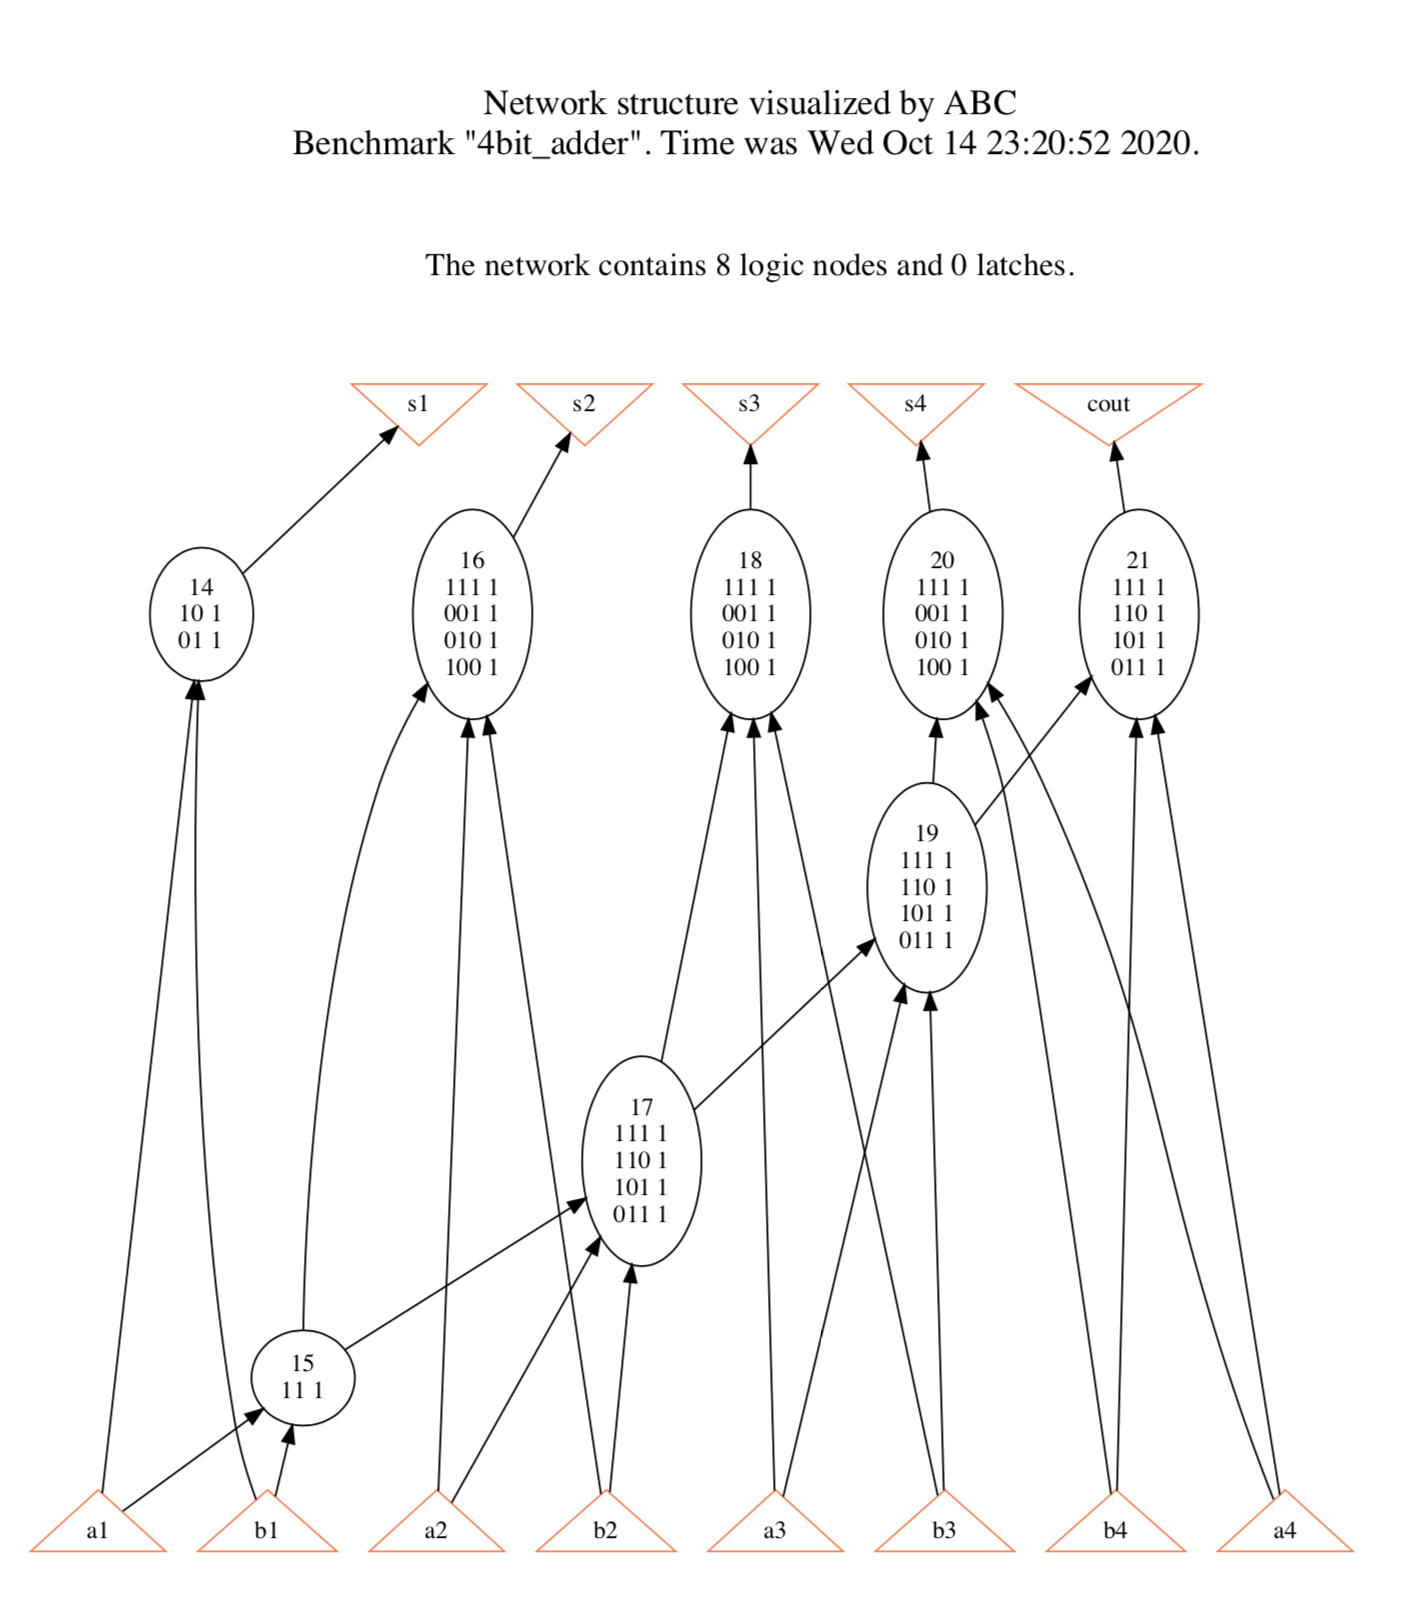 Network structure visualized by ABC
Benchmark "4bit_adder". Time was Wed Oct 14 23:20:52 2020.
The network contains 8 logic nodes and 0 latches.
s1
s2
s3
s4
cout
14
10 1
01 1
16
111 1
001 1
010 1
100 1
18
111 1
001 1
010 1
100 1
20
111 1
001 1
010 1
100 1
21
111 1
110 1
101 1
011 1
19
111 1
110 1
101 1
011 1
17
111 1
110 1
101 1
011 1
15
11 1
a1
b1
a2
b2
a3
b3
b4
a4